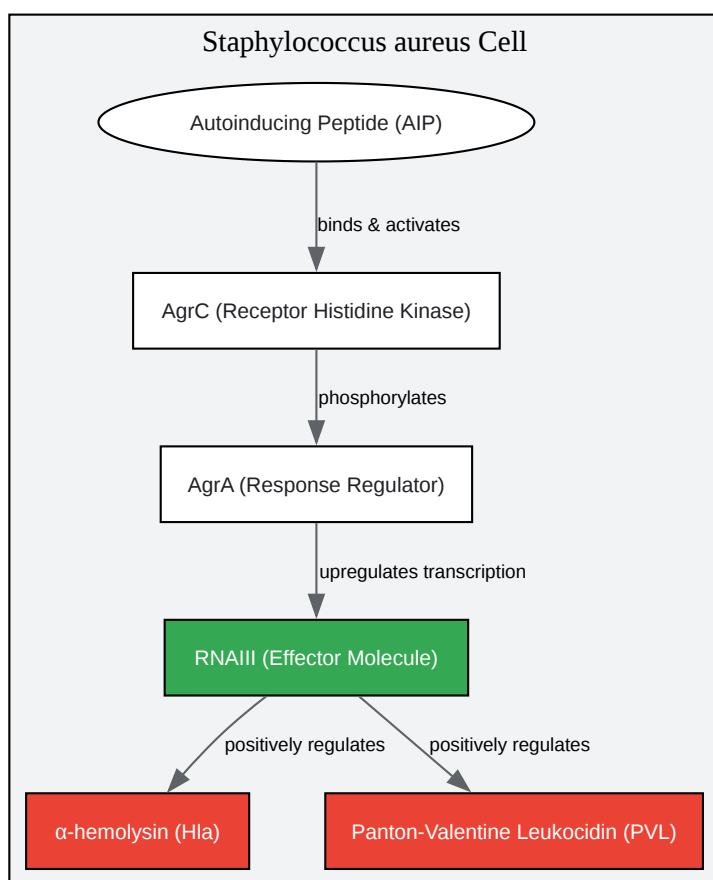 Staphylococcus aureus Cell
Autoinducing Peptide (AIP)
binds & activates
AgrC (Receptor Histidine Kinase)
phosphorylates
AgrA (Response Regulator)
upregulates transcription
RNAIII (Effector Molecule)
positively regulates
positively regulates
α-hemolysin (Hla)
Panton-Valentine Leukocidin (PVL)